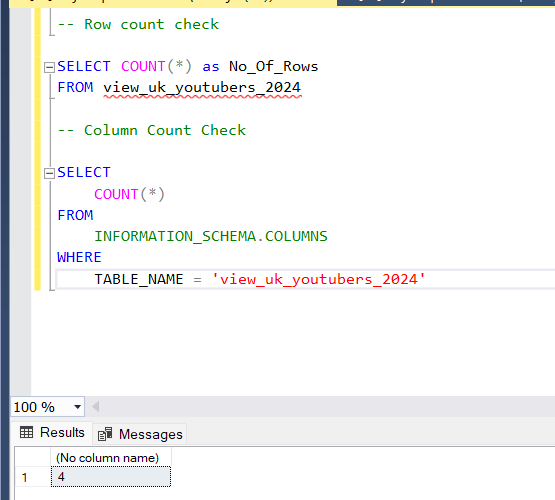 -- Row count check
SELECT COUNT(*) as No_Of_Rows
FROM view_uk_youtubers_2024
-- Column Count Check
SELECT
COUNT(*)
FROM
INFORMATION_SCHEMA.COLUMNS
WHERE
TABLE_NAME = 'view_uk_youtubers_2024'
100 %
Results Messages
(No column name)
1 4